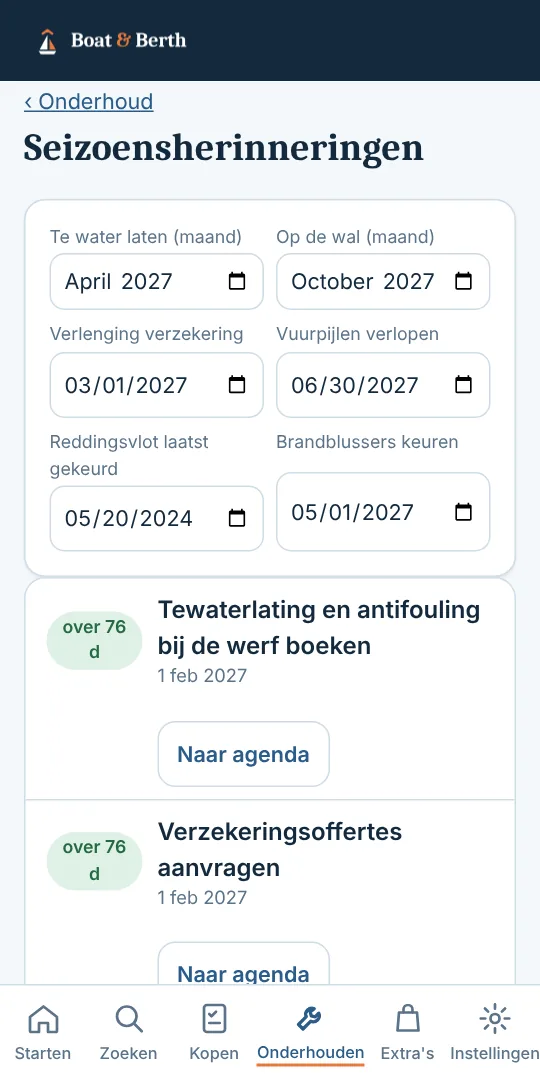 Boat & Berth
‹ Onderhoud
Seizoensherinneringen
Te water laten (maand)
Op de wal (maand)
April 2027
October 2027
Verlenging verzekering
Vuurpijlen verlopen
03/01/2027
06/30/2027
Reddingsvlot laatst
gekeurd
Brandblussers keuren
05/20/2024
05/01/2027
over 76
d
Tewaterlating en antifouling
bij de werf boeken
1 feb 2027
Naar agenda
over 76
d
Verzekeringsoffertes
aanvragen
1 feb 2027
Naar agenda
Starten
Zoeken
Kopen
Onderhouden
Extra's
Instellingen